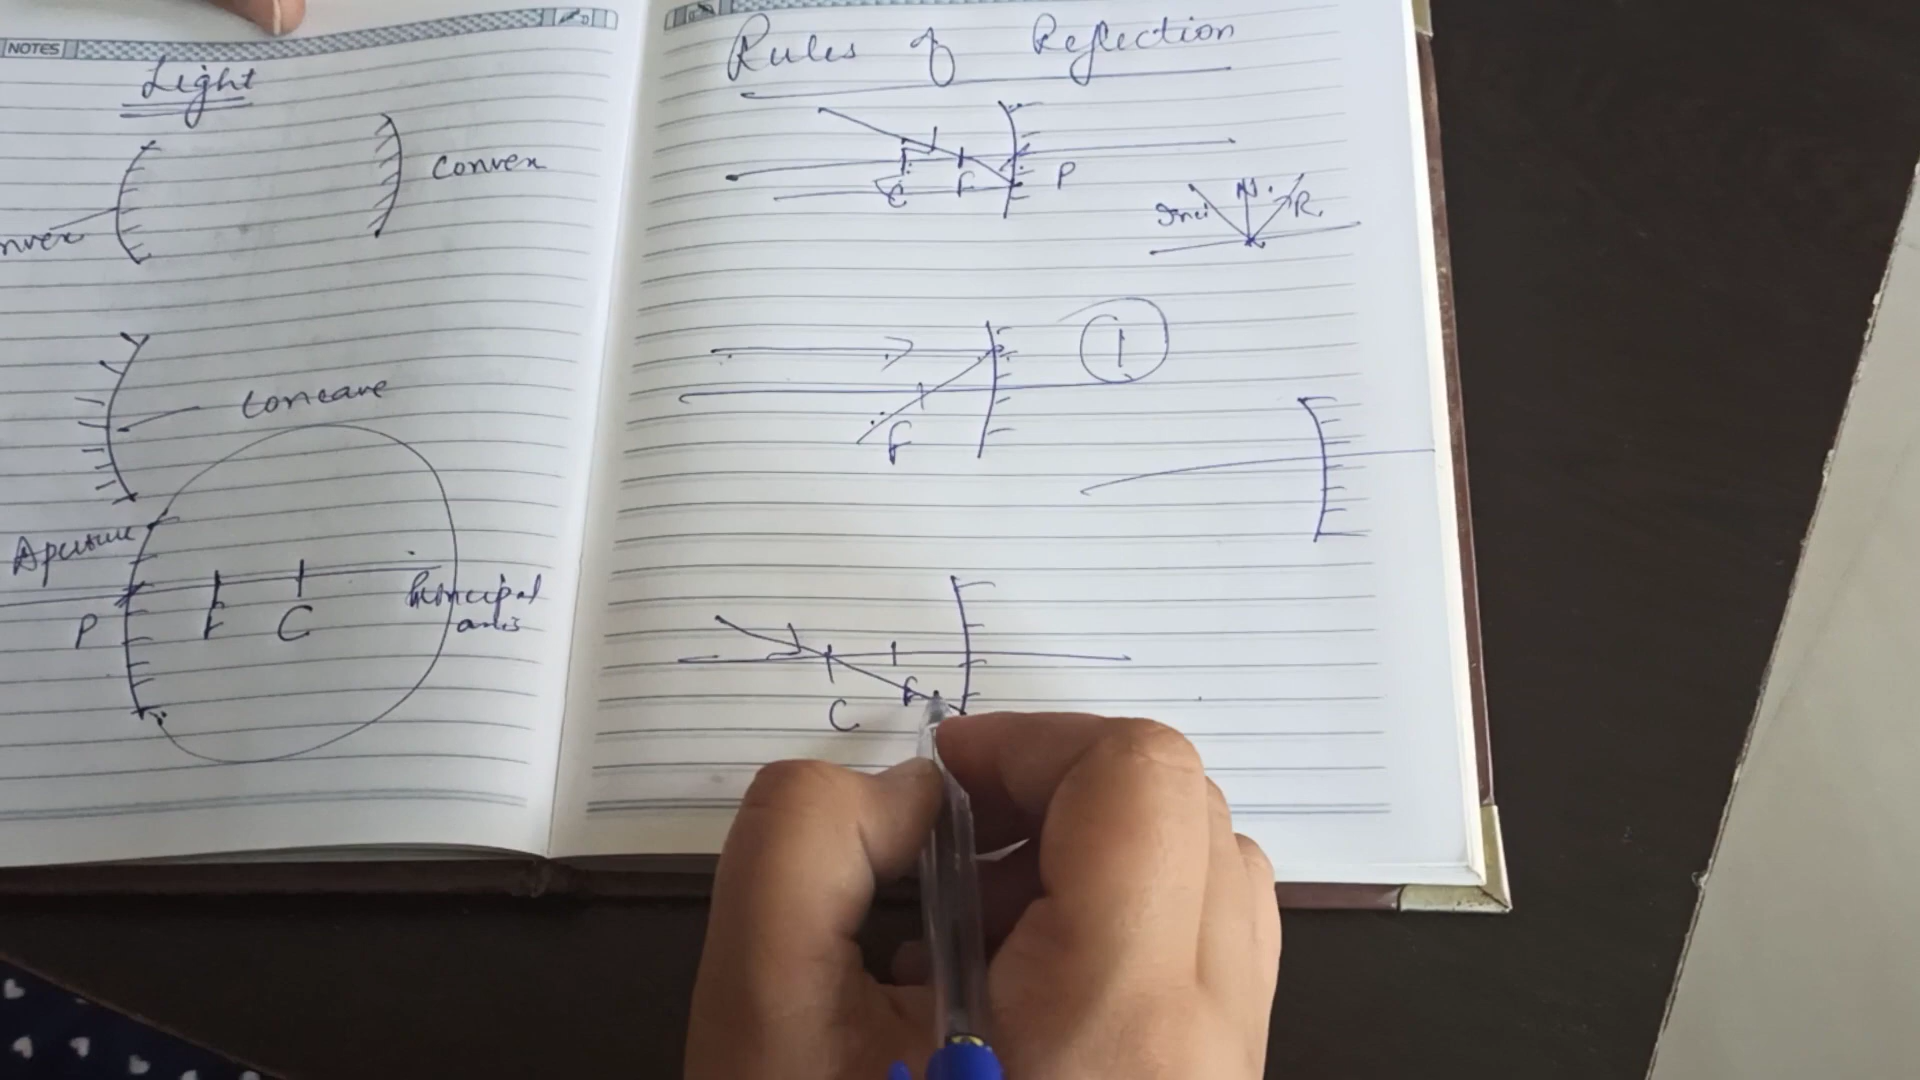 NOTES
Light
Convex
Concave
Aperture
P
F
C
Principal
axis
Rules of Reflection
C
F
P
Inci
N.
R.
1
F
C
F